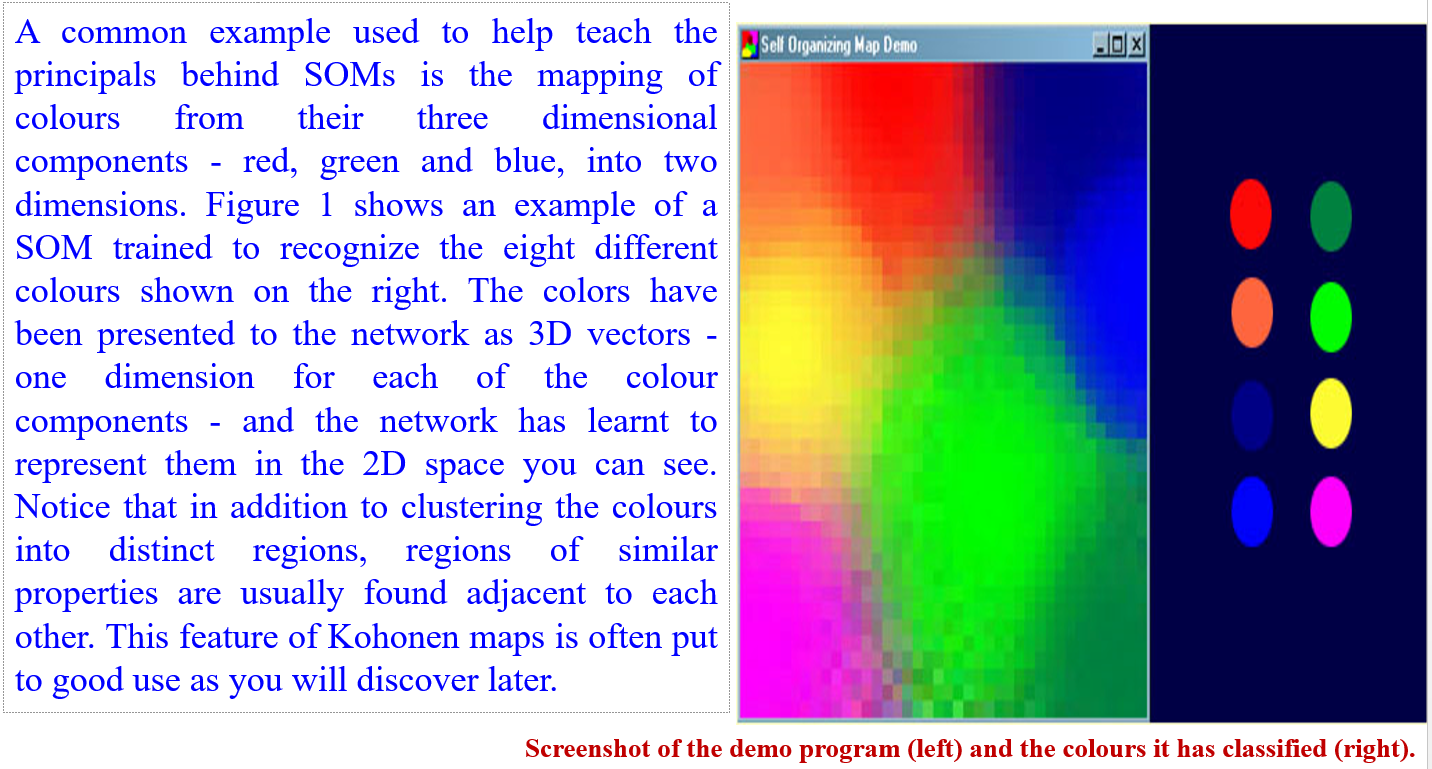 A common example used to help teach the
principals behind SOMs is the mapping of
colours from their three dimensional
components - red, green and blue, into two
dimensions. Figure 1 shows an example of a
SOM trained to recognize the eight different
colours shown on the right. The colors have
been presented to the network as 3D vectors -
one dimension for each of the colour
components - and the network has learnt to
represent them in the 2D space you can see.
Notice that in addition to clustering the colours
into distinct regions, regions of similar
properties are usually found adjacent to each
other. This feature of Kohonen maps is often put
to good use as you will discover later.
Self Organizing Map Demo
Screenshot of the demo program (left) and the colours it has classified (right).